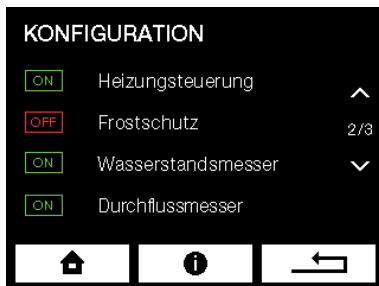 KONFIGURATION
ON Heizungsteuerung
OFF Frostschutz
2/3
ON Wasserstandsmesser
ON Durchflussmesser